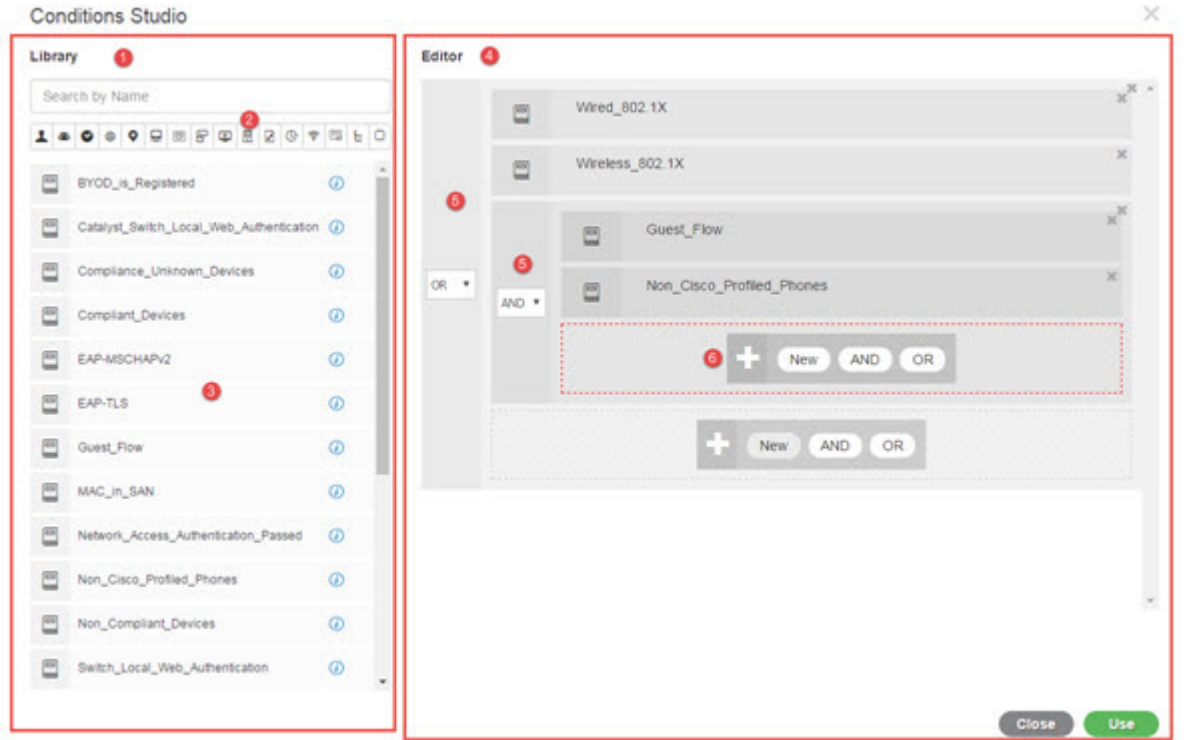 Conditions Studio
Library 1
Search by Name
2
BYOD_is_Registered
Catalyst_Switch_Local_Web_Authentication
Compliance_Unknown_Devices
Compliant_Devices
EAP-MSCHAPv2
3
EAP-TLS
Guest_Flow
MAC_in_SAN
Network_Access_Authentication_Passed
Non_Cisco_Profiled_Phones
Non_Compliant_Devices
Switch_Local_Web_Authentication
Editor 4
Wired_802.1X
Wireless_802.1X
5
OR
Guest_Flow
5
AND
Non_Cisco_Profiled_Phones
6 New AND OR
New AND OR
Close Use